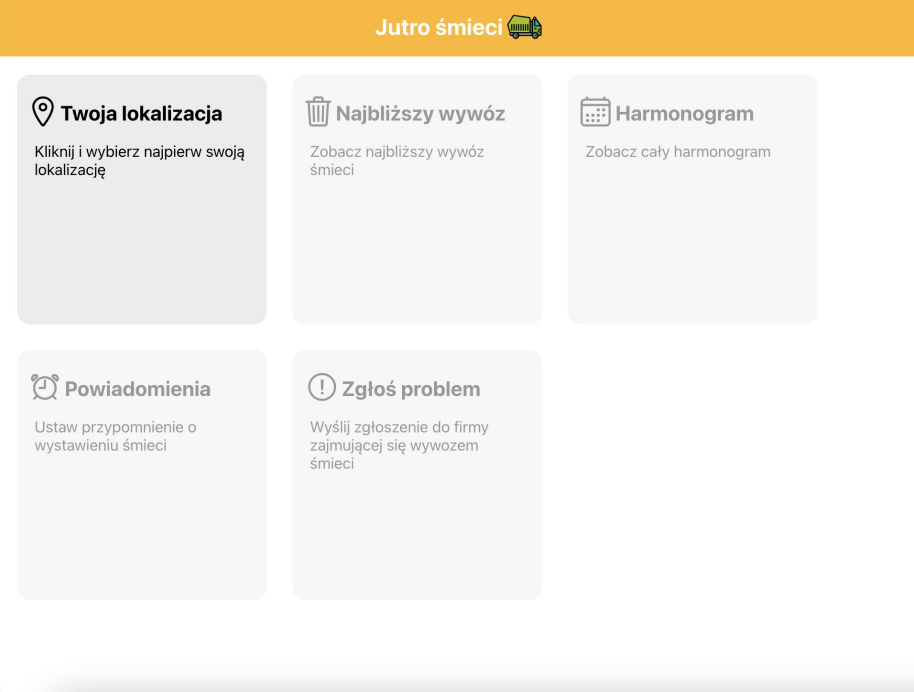 Jutro śmieci
Twoja lokalizacja
Kliknij i wybierz najpierw swoją
lokalizację
Najbliższy wywóz
Zobacz najbliższy wywóz
śmieci
Harmonogram
Zobacz cały harmonogram
Powiadomienia
Ustaw przypomnienie o
wystawieniu śmieci
Zgłoś problem
Wyślij zgłoszenie do firmy
zajmującej się wywozem
śmieci